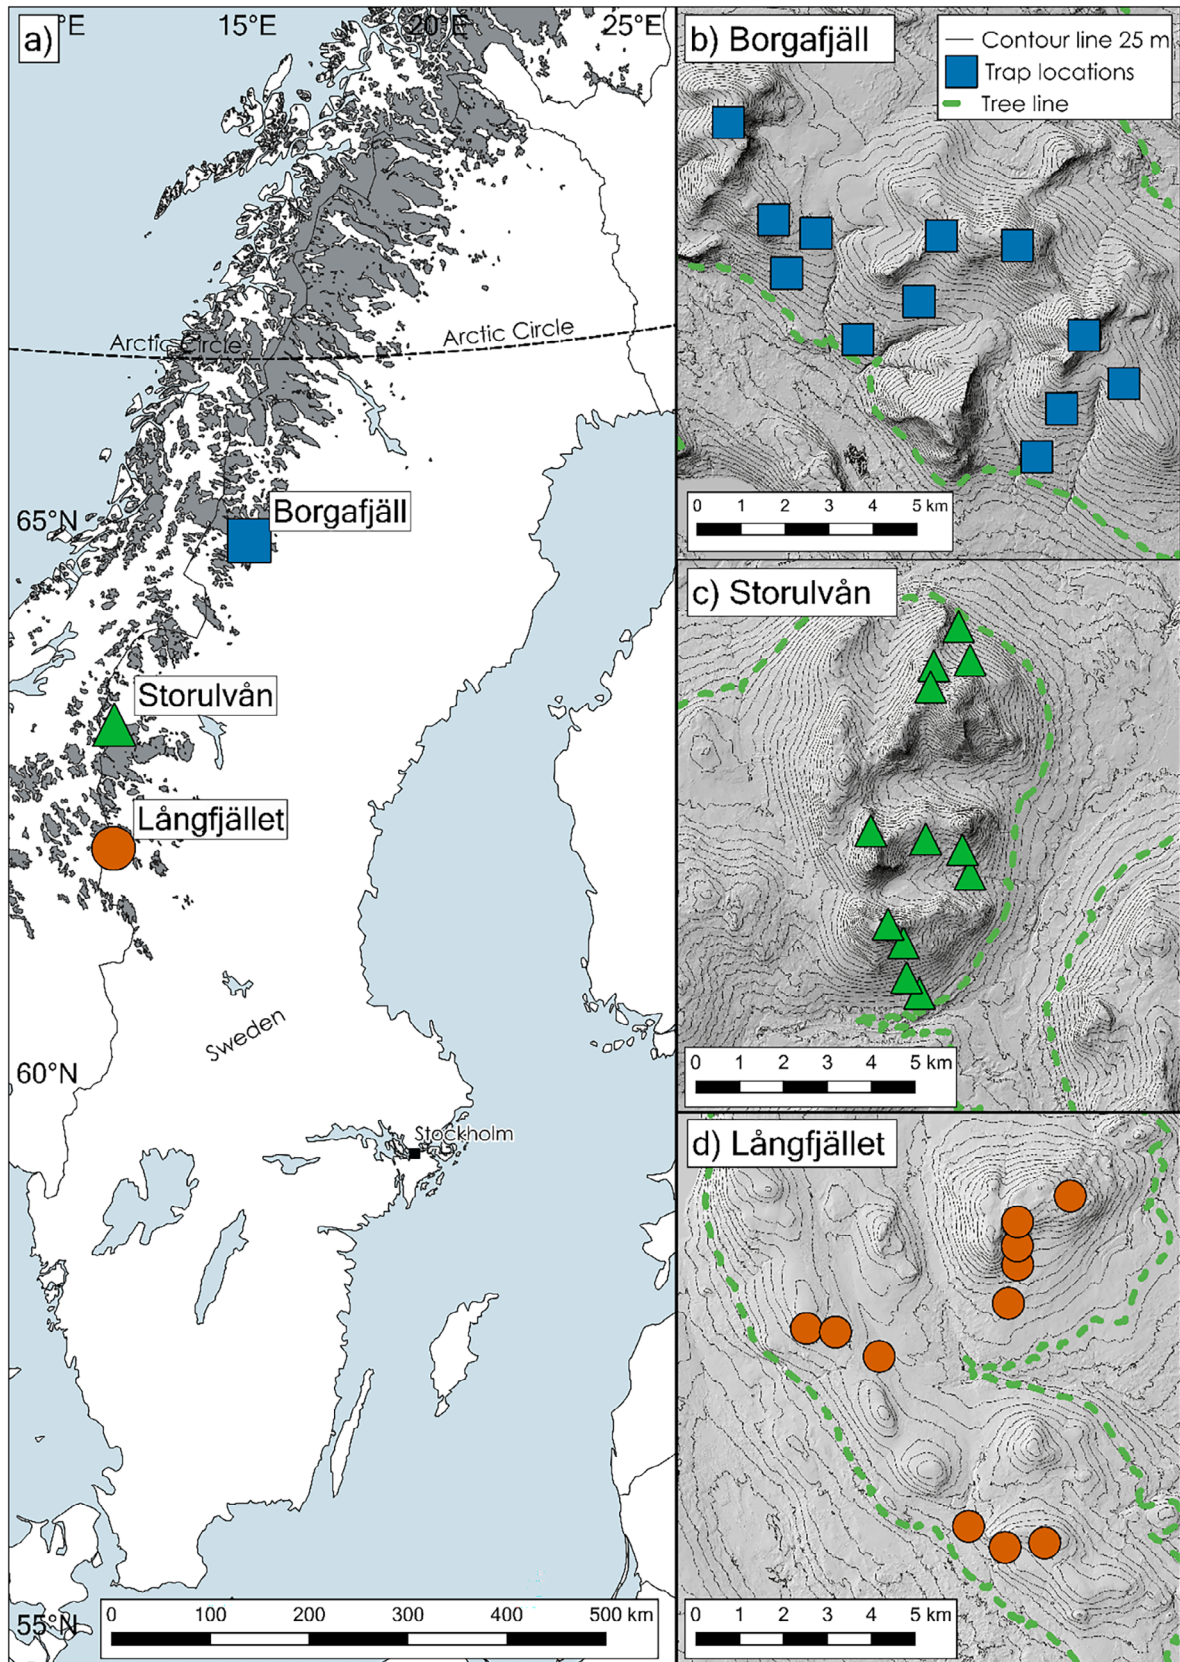 a)
°E
15°E
20°E
25°E
Arctic Circle
Arctic Circle
65°N
Borgafjäll
Storulvån
Långfjället
Sweden
60°N
Stockholm
55°N
0 100 200 300 400 500 km
b) Borgafjäll
Contour line 25 m
Trap locations
Tree line
0 1 2 3 4 5 km
c) Storulvån
0 1 2 3 4 5 km
d) Långfjället
0 1 2 3 4 5 km